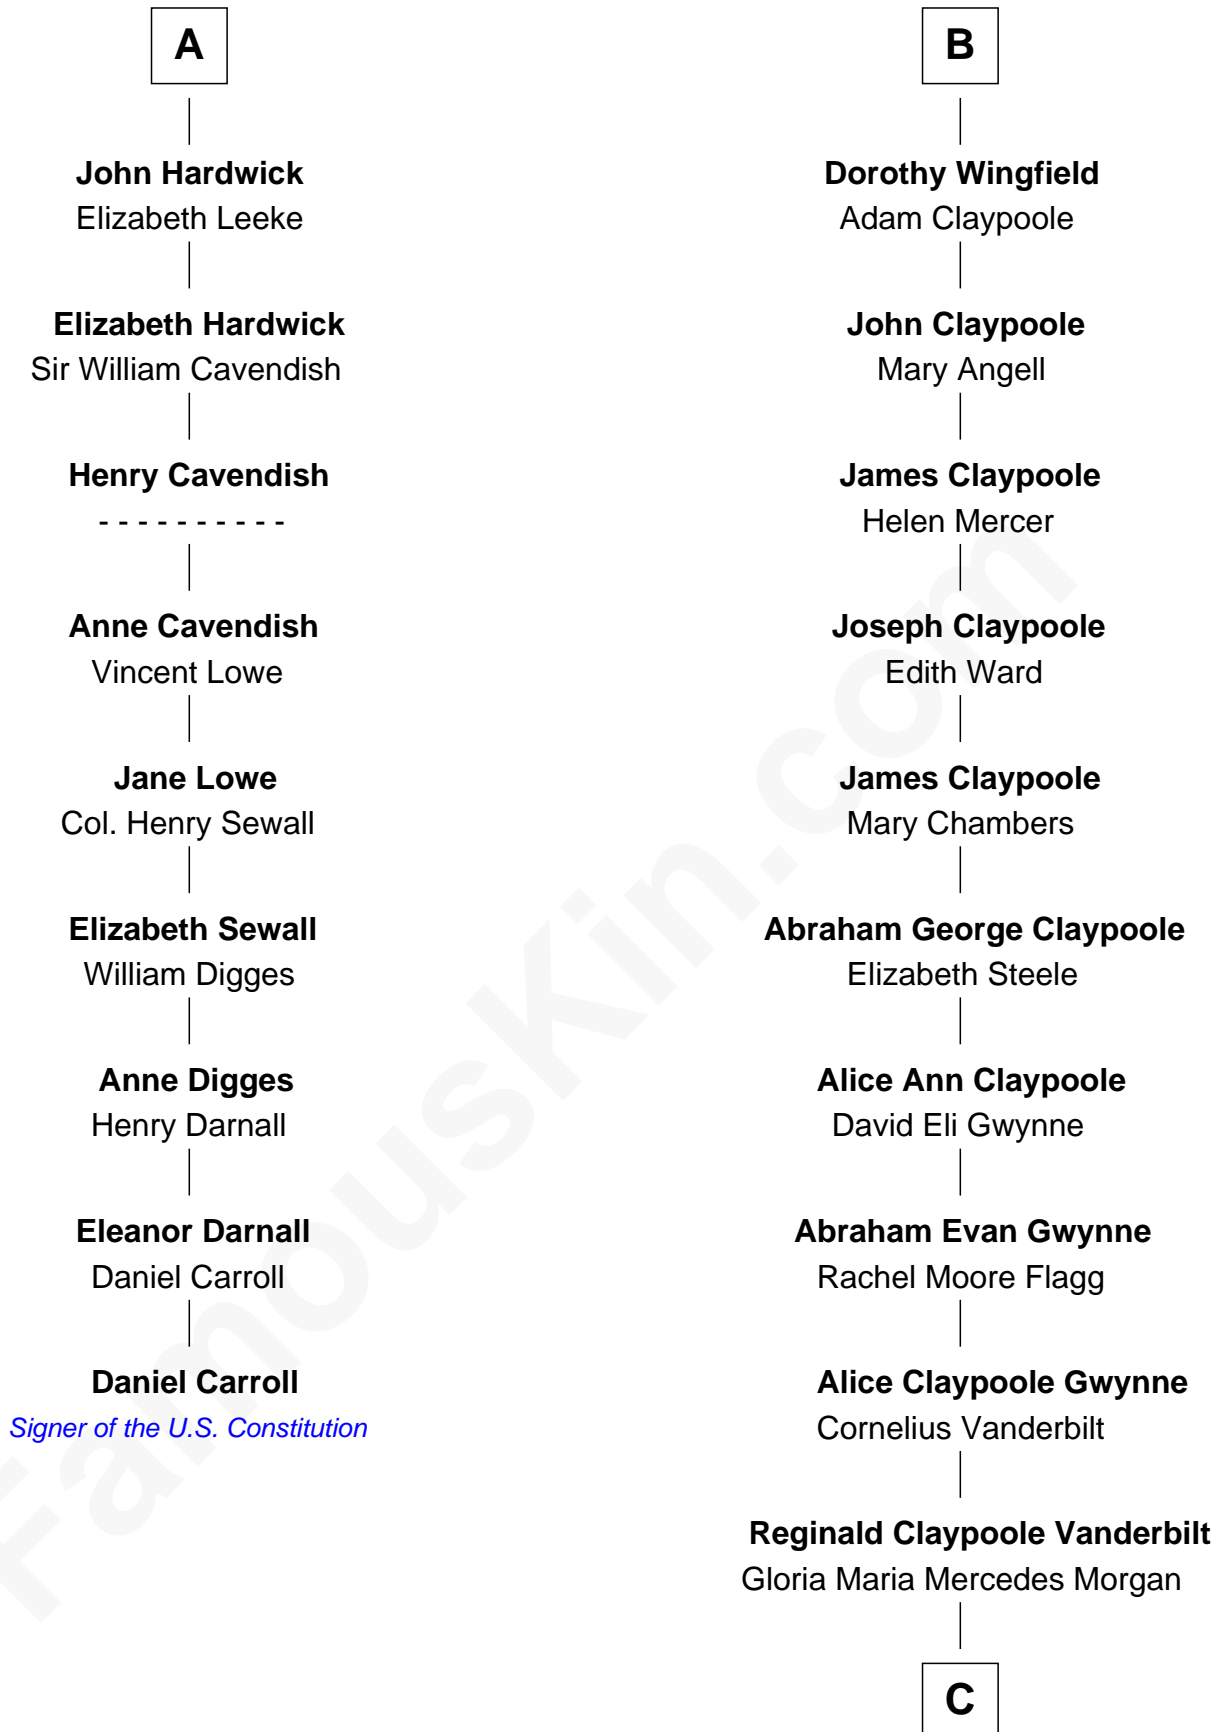 A
John Hardwick
Elizabeth Leeke
Elizabeth Hardwick
Sir William Cavendish
Henry Cavendish
- - - - - - - - - -
Anne Cavendish
Vincent Lowe
Jane Lowe
Col. Henry Sewall
Elizabeth Sewall
William Digges
Anne Digges
Henry Darnall
Eleanor Darnall
Daniel Carroll
Daniel Carroll
Signer of the U.S. Constitution
B
Dorothy Wingfield
Adam Claypoole
John Claypoole
Mary Angell
James Claypoole
Helen Mercer
Joseph Claypoole
Edith Ward
James Claypoole
Mary Chambers
Abraham George Claypoole
Elizabeth Steele
Alice Ann Claypoole
David Eli Gwynne
Abraham Evan Gwynne
Rachel Moore Flagg
Alice Claypoole Gwynne
Cornelius Vanderbilt
Reginald Claypoole Vanderbilt
Gloria Maria Mercedes Morgan
C
FamousKin.com